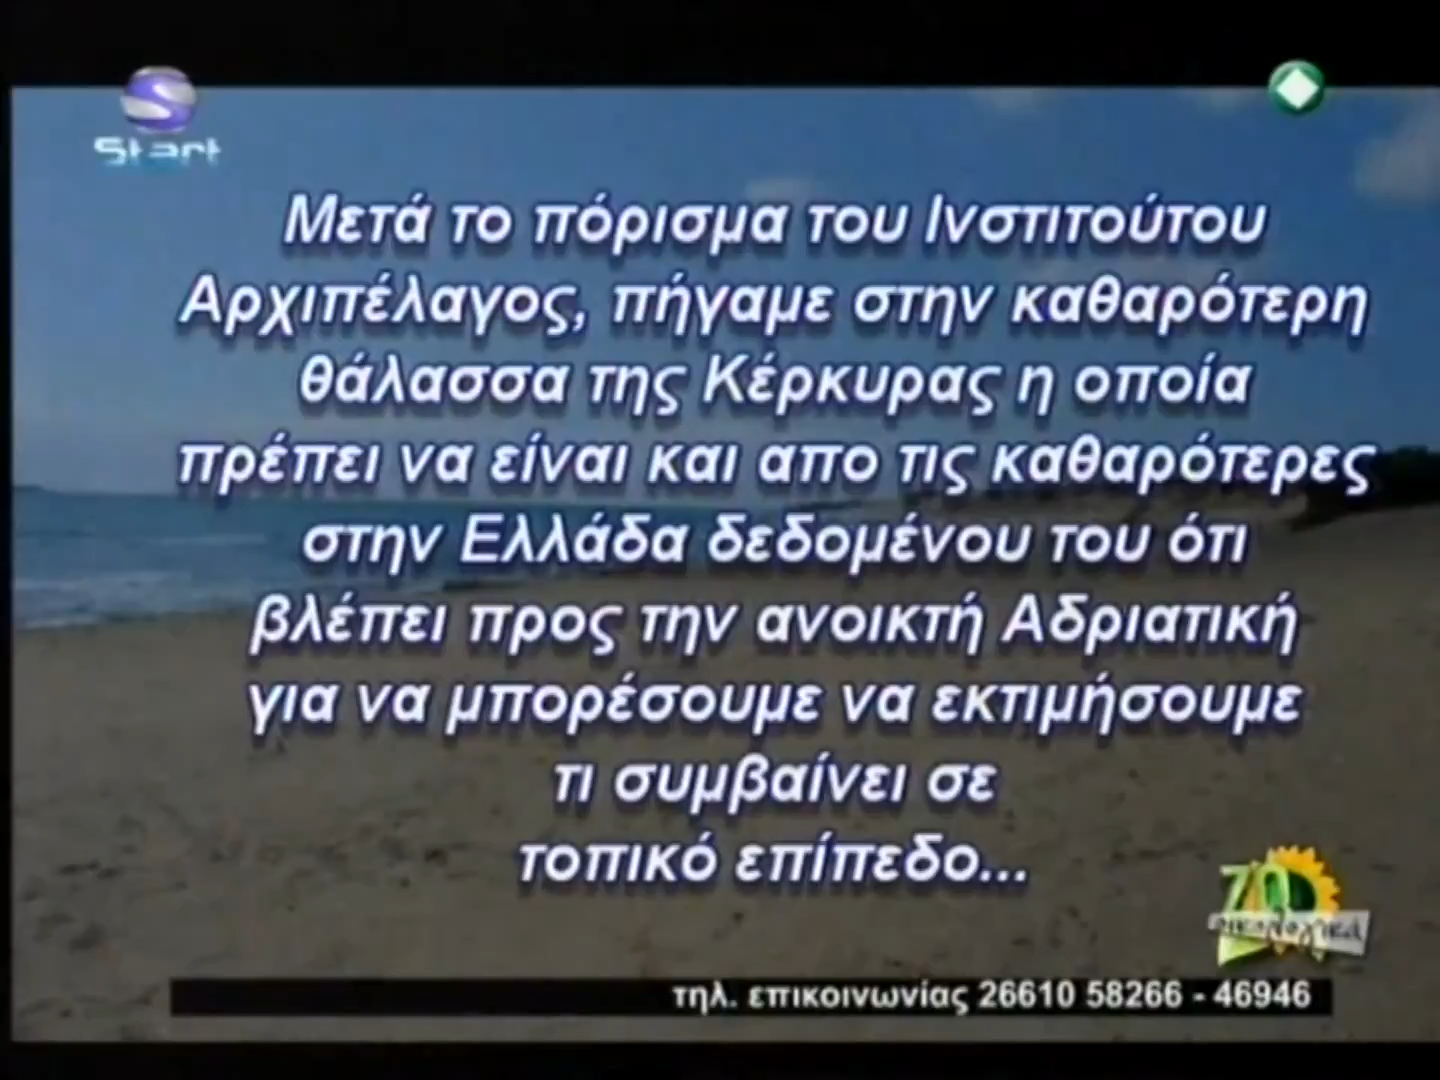 Start
Μετά το πόρισμα του Ινστιτούτου
Αρχιπέλαγος, πήγαμε στην καθαρότερη
θάλασσα της Κέρκυρας η οποία
πρέπει να είναι και απο τις καθαρότερες
στην Ελλάδα δεδομένου του ότι
βλέπει προς την ανοικτή Αδριατική
για να μπορέσουμε να εκτιμήσουμε
τι συμβαίνει σε
τοπικό επίπεδο...
οικολογικά
τηλ. επικοινωνίας 26610 58266 - 46946